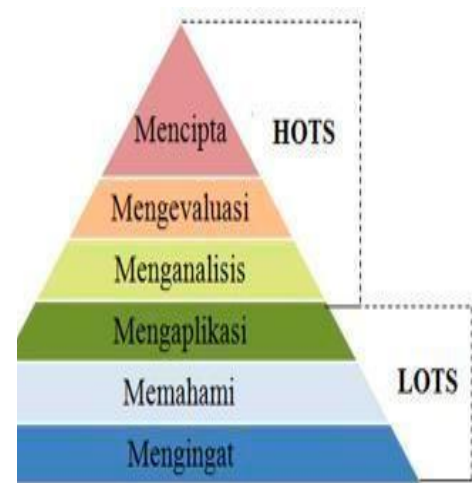 Mencipta
HOTS
Mengevaluasi
Menganalisis
Mengaplikasi
Memahami
LOTS
Mengingat